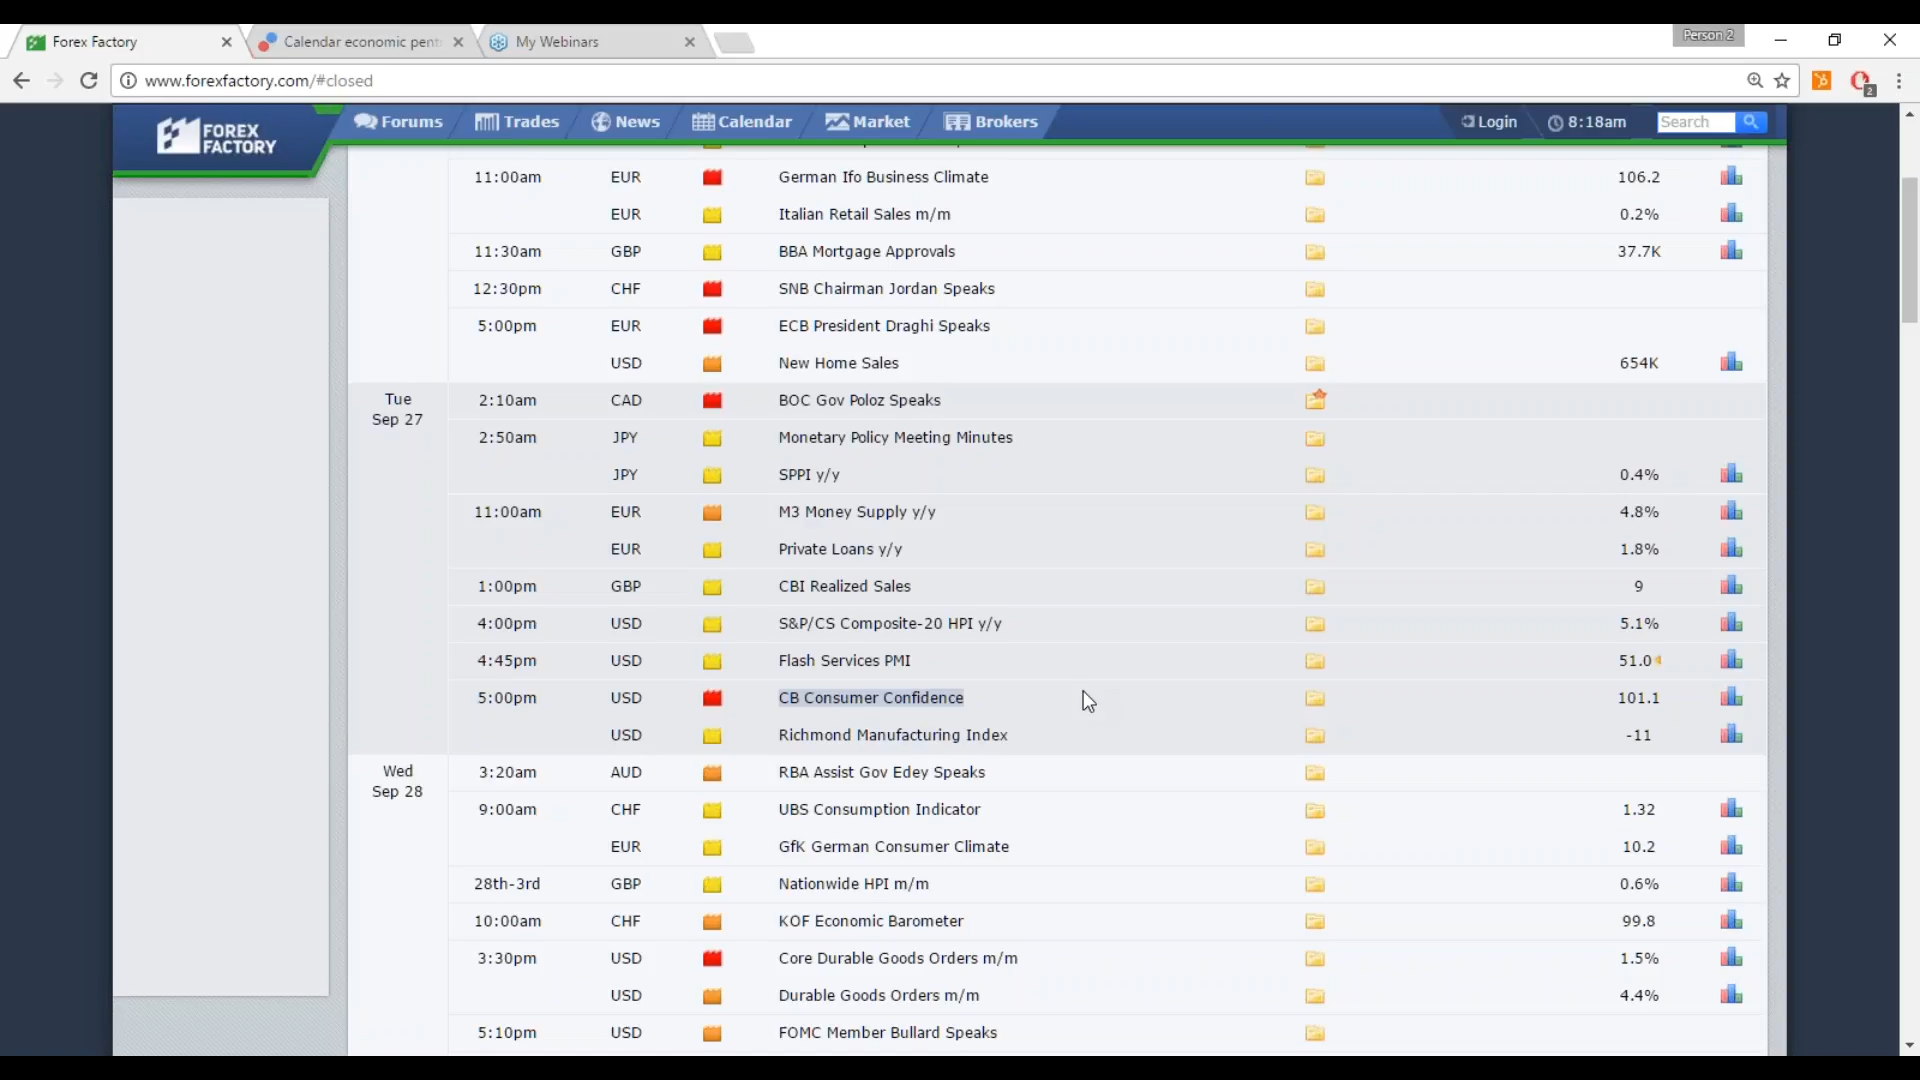 Forex Factory
Calendar economic pent
My Webinars
Person 2
www.forexfactory.com/#closed
2
FOREX FACTORY
Forums
Trades
News
Calendar
Market
Brokers
Login
8:18am
Search
11:00am EUR German Ifo Business Climate 106.2
EUR Italian Retail Sales m/m 0.2%
11:30am GBP BBA Mortgage Approvals 37.7K
12:30pm CHF SNB Chairman Jordan Speaks
5:00pm EUR ECB President Draghi Speaks
USD New Home Sales 654K
Tue Sep 27
2:10am CAD BOC Gov Poloz Speaks
2:50am JPY Monetary Policy Meeting Minutes
JPY SPPI y/y 0.4%
11:00am EUR M3 Money Supply y/y 4.8%
EUR Private Loans y/y 1.8%
1:00pm GBP CBI Realized Sales 9
4:00pm USD S&P/CS Composite-20 HPI y/y 5.1%
4:45pm USD Flash Services PMI 51.0
5:00pm USD CB Consumer Confidence 101.1
USD Richmond Manufacturing Index -11
Wed Sep 28
3:20am AUD RBA Assist Gov Edey Speaks
9:00am CHF UBS Consumption Indicator 1.32
EUR GfK German Consumer Climate 10.2
28th-3rd GBP Nationwide HPI m/m 0.6%
10:00am CHF KOF Economic Barometer 99.8
3:30pm USD Core Durable Goods Orders m/m 1.5%
USD Durable Goods Orders m/m 4.4%
5:10pm USD FOMC Member Bullard Speaks